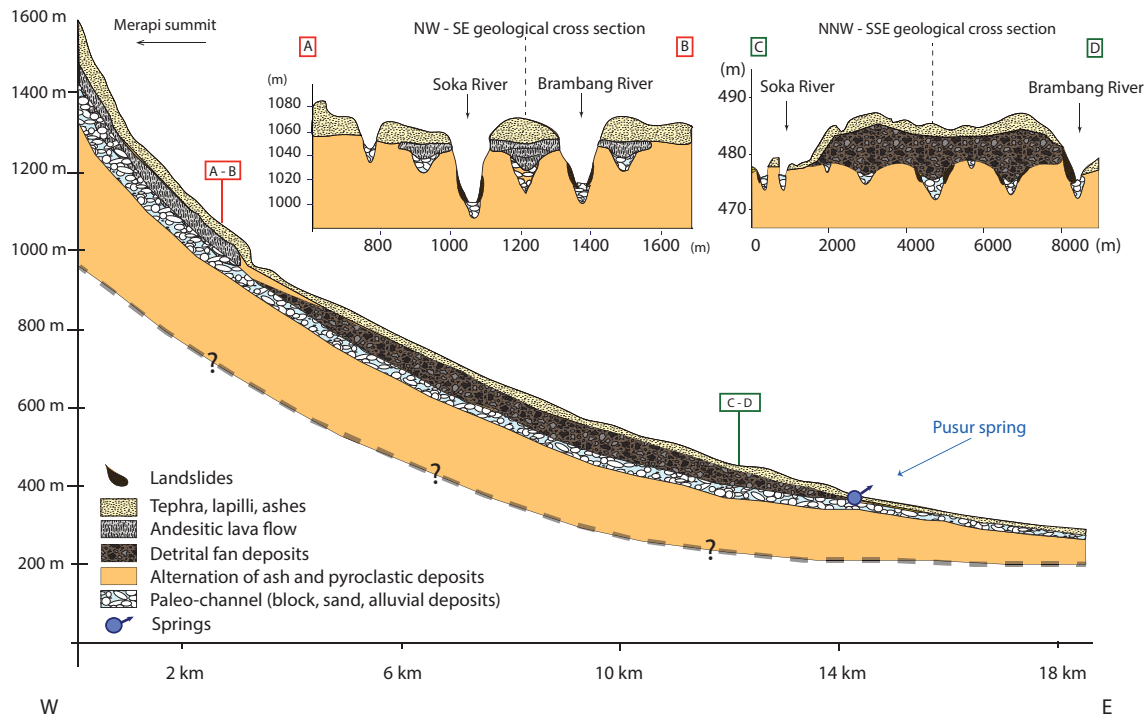 1600 m
Merapi summit
1400 m
1200 m
1000 m
800 m
600 m
400 m
200 m
A - B
C - D
A
NW - SE geological cross section
B
(m)
Soka River
Brambang River
1080
1060
1040
1020
1000
800
1000
1200
1400
1600
(m)
C
NNW - SSE geological cross section
D
(m)
Soka River
Brambang River
490
480
470
0
2000
4000
6000
8000
(m)
?
?
?
Pusur spring
Landslides
Tephra, lapilli, ashes
Andesitic lava flow
Detrital fan deposits
Alternation of ash and pyroclastic deposits
Paleo-channel (block, sand, alluvial deposits)
Springs
2 km
6 km
10 km
14 km
18 km
W
E